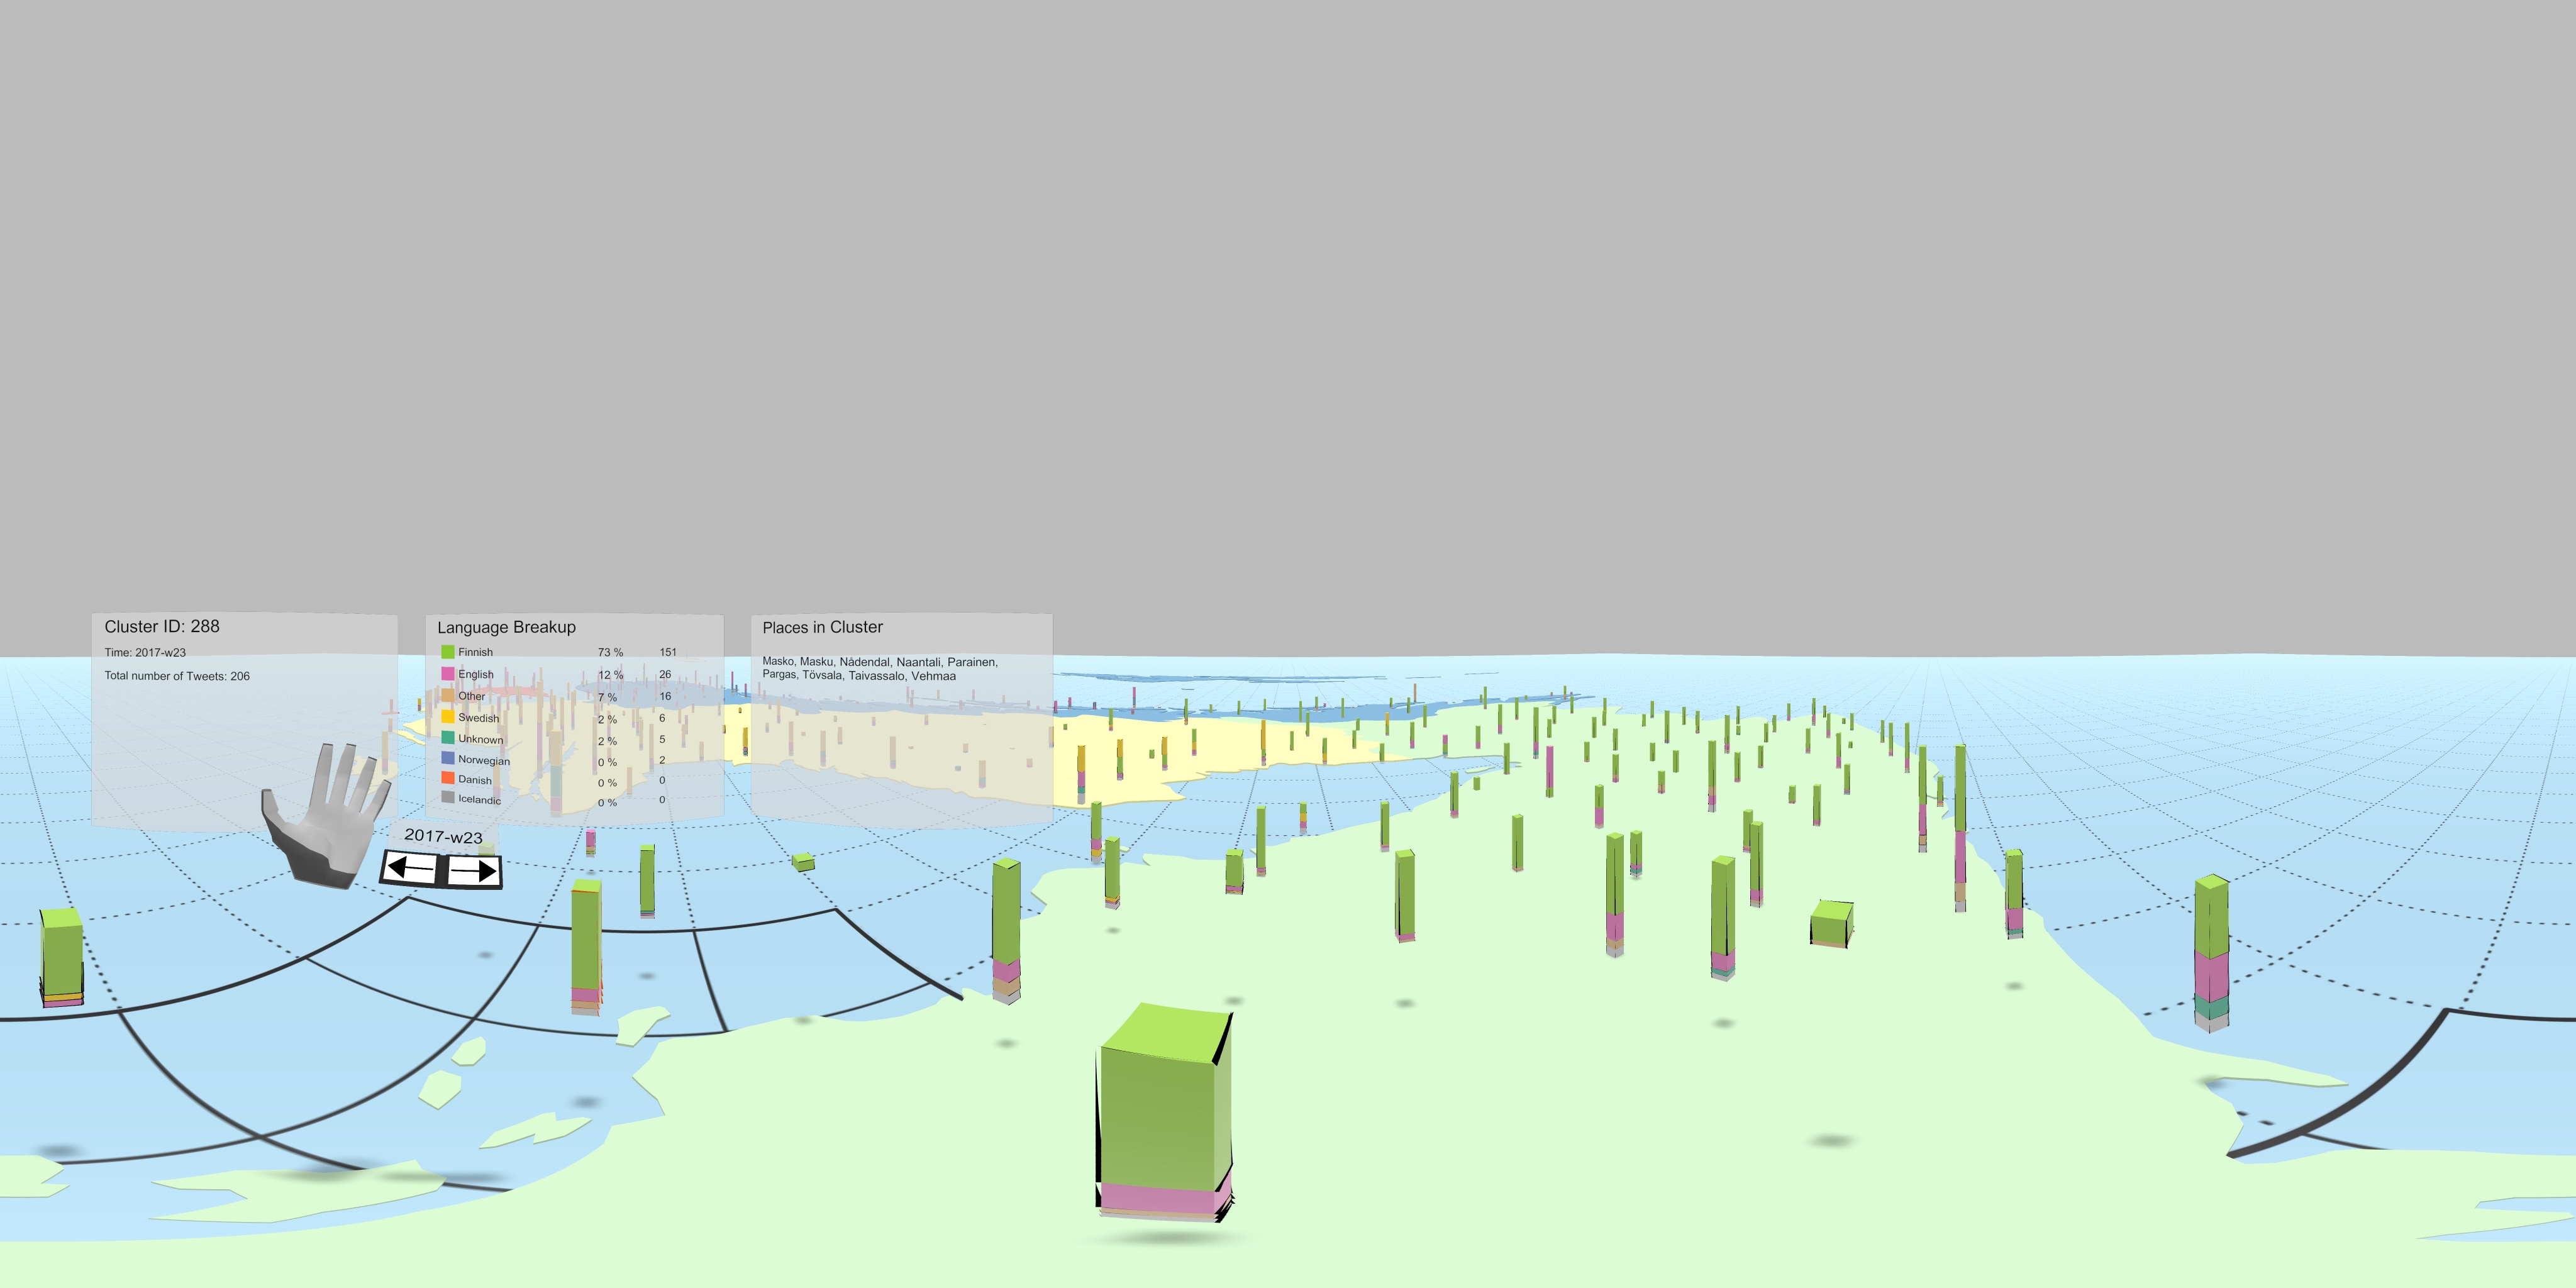 Cluster ID: 288
Time: 2017-w23
Total number of Tweets: 206
Language Breakup
Finnish 73 % 151
English 12 % 26
Other 7 % 16
Swedish 2 % 6
Unknown 2 % 5
Norwegian 0 % 2
Danish 0 % 0
Icelandic 0 % 0
Places in Cluster
Masko, Masku, Nådendal, Naantali, Parainen,
Pargas, Tövsala, Taivassalo, Vehmaa
2017-w23